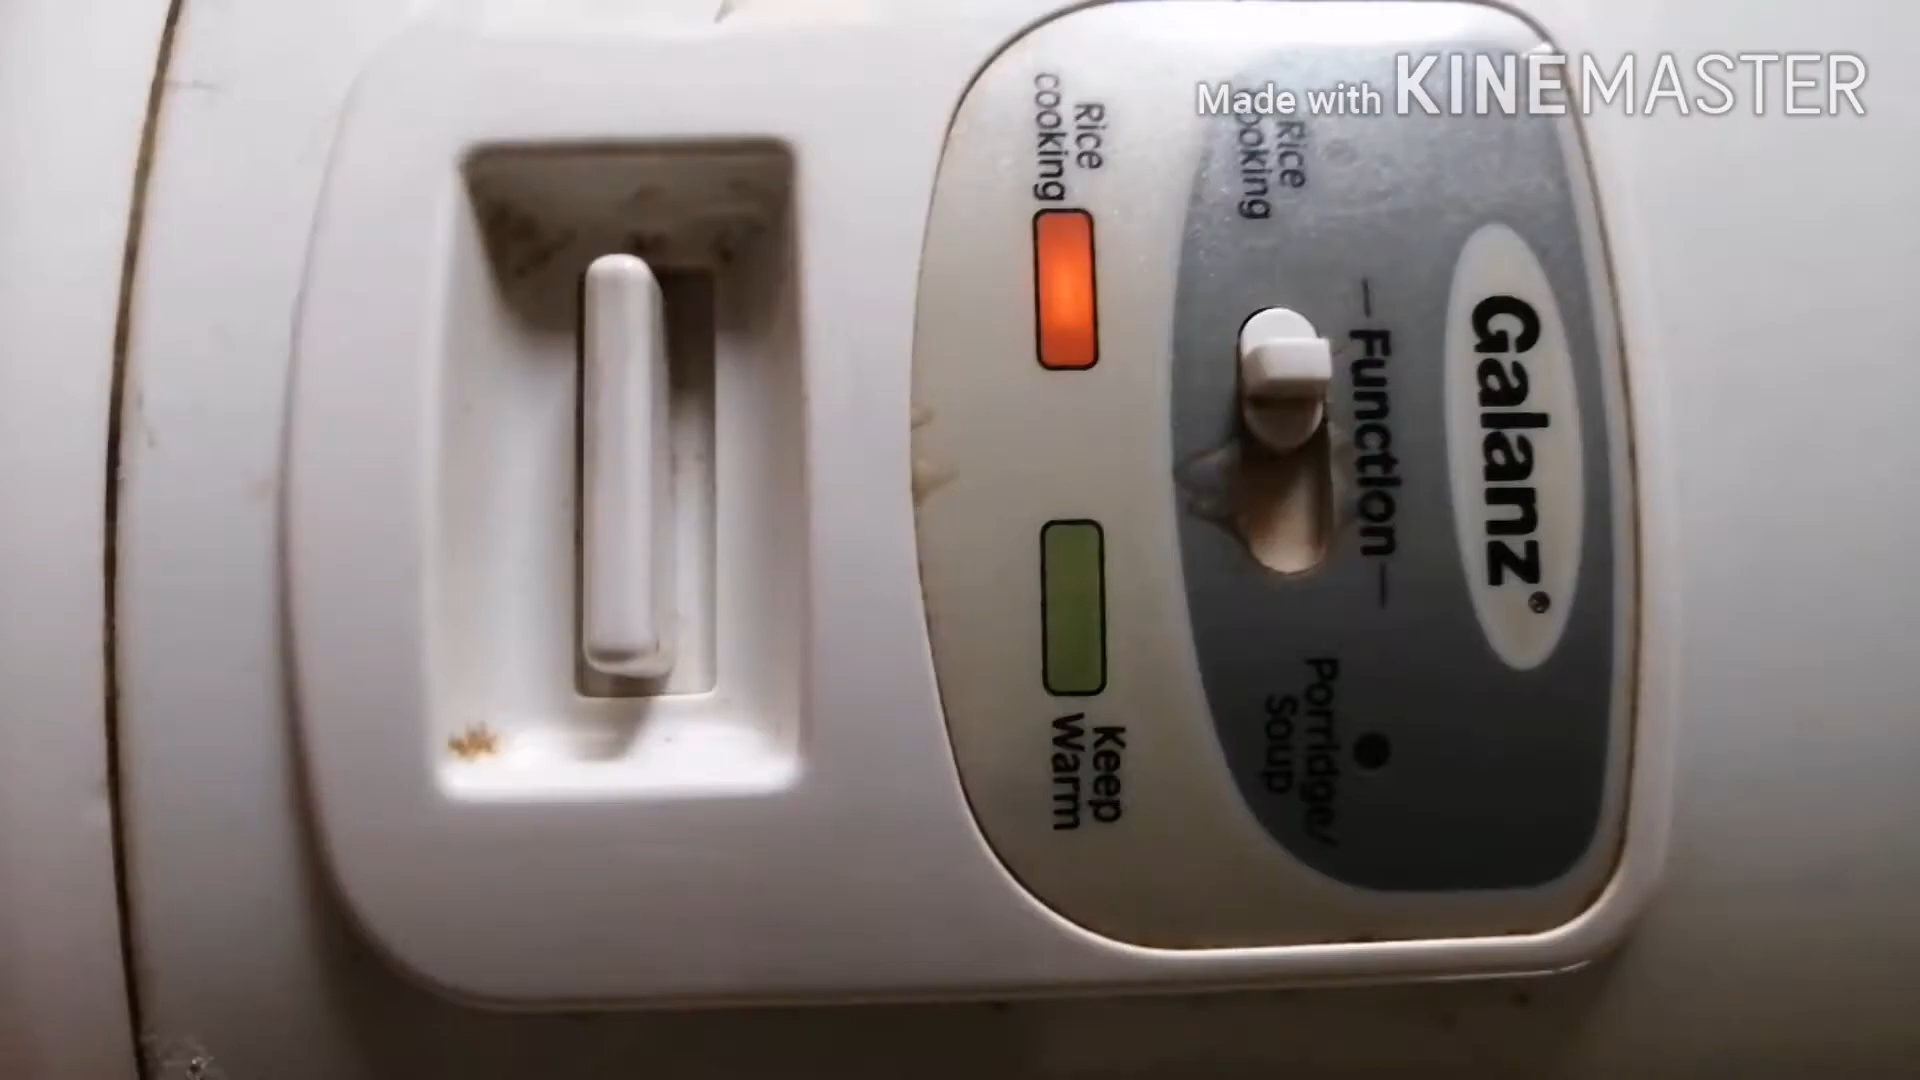 Made with KINEMASTER
Galanz®
Function
Rice
cooking
Porridge/
Soup
Rice
cooking
Keep
Warm